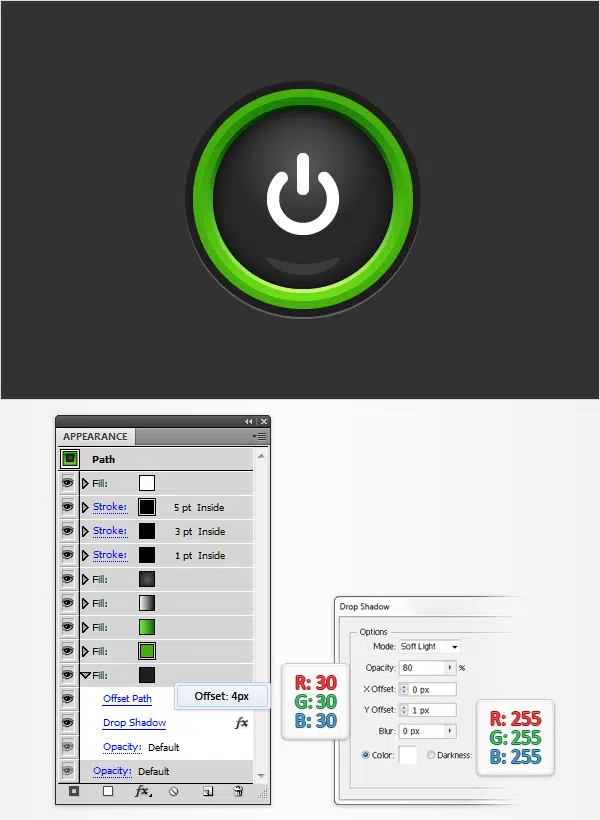 APPEARANCE
Path
Fill:
Stroke: 5 pt Inside
Stroke: 3 pt Inside
Stroke: 1 pt Inside
Fill:
Fill:
Fill:
Fill:
Fill:
Offset Path
Offset: 4px
Drop Shadow fx
Opacity: Default
Opacity: Default
fx
R: 30
G: 30
B: 30
Drop Shadow
Options
Mode: Soft Light
Opacity: 80 %
X Offset: 0 px
Y Offset: 1 px
Blur: 0 px
Color: Darkness:
R: 255
G: 255
B: 255